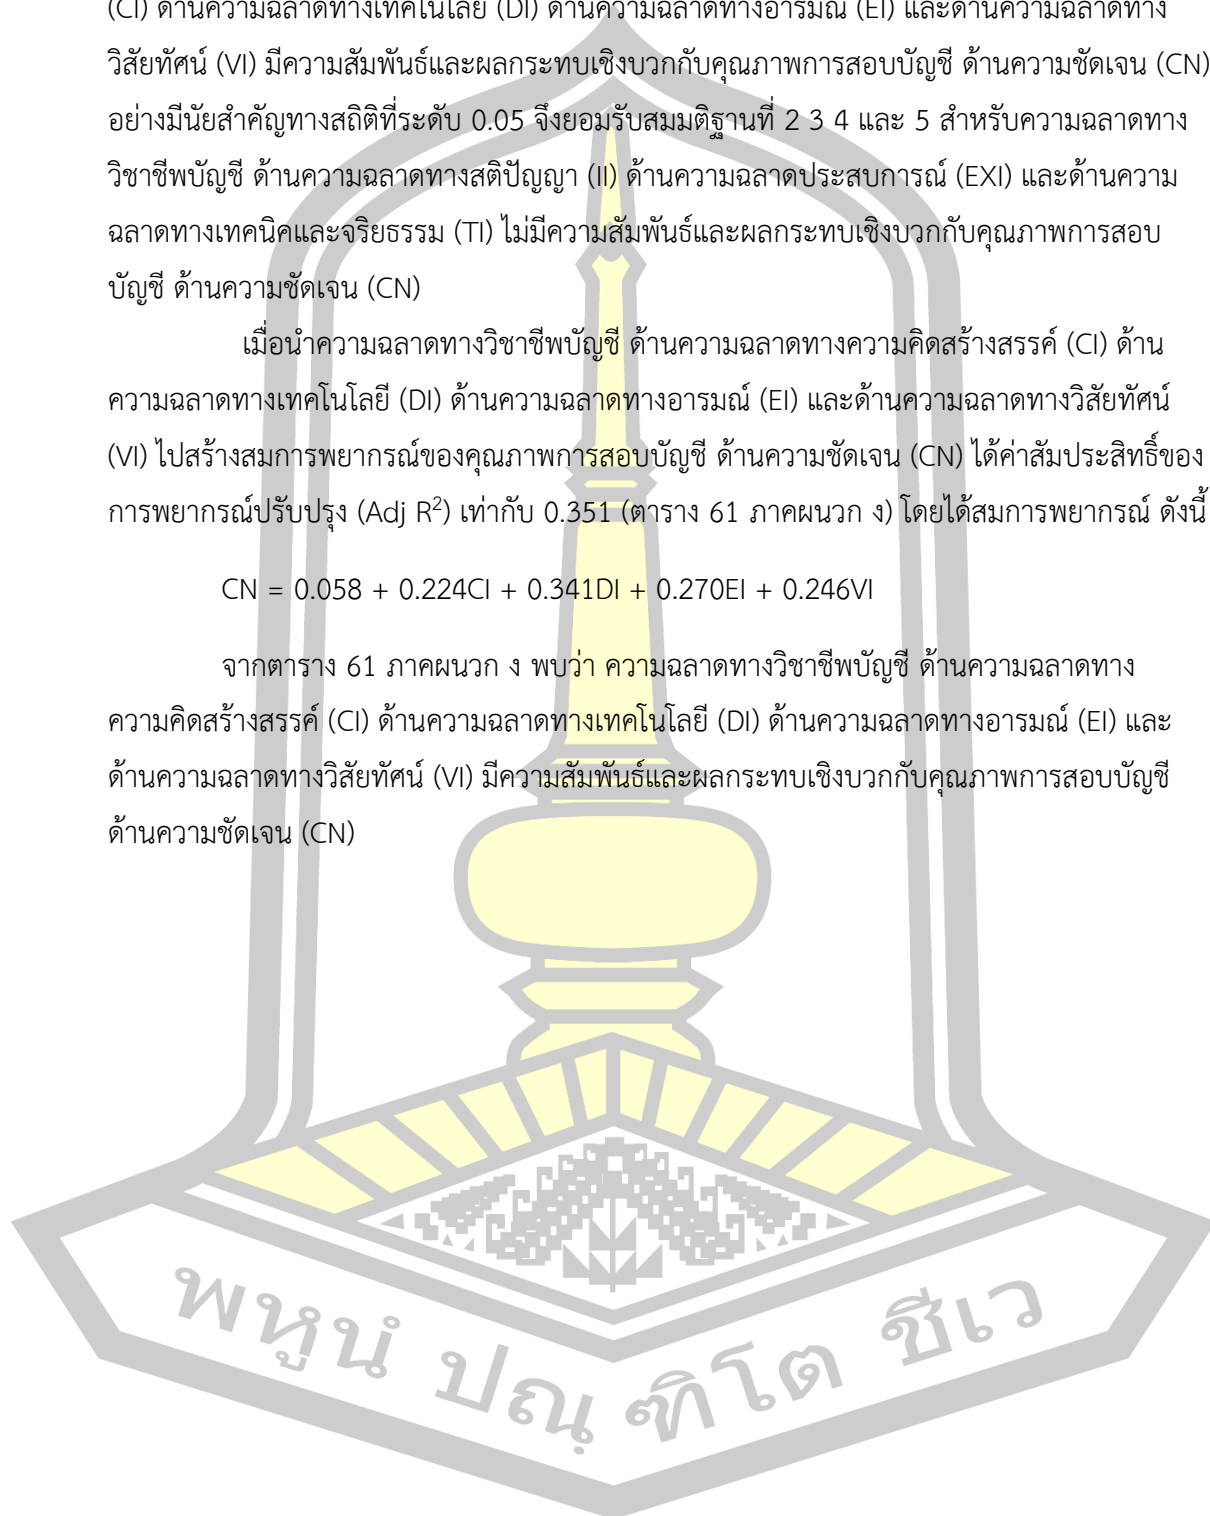 (CI) ด้านความฉลาดทางเทคโนโลยี (DI) ด้านความฉลาดทางอารมณ์ (EI) และด้านความฉลาดทาง
วิสัยทัศน์ (VI) มีความสัมพันธ์และผลกระทบเชิงบวกกับคุณภาพการสอบบัญชี ด้านความชัดเจน (CN)
อย่างมีนัยสำคัญทางสถิติที่ระดับ 0.05 จึงยอมรับสมมติฐานที่ 2 3 4 และ 5 สำหรับความฉลาดทาง
วิชาชีพบัญชี ด้านความฉลาดทางสติปัญญา (II) ด้านความฉลาดประสบการณ์ (EXI) และด้านความ
ฉลาดทางเทคนิคและจริยธรรม (TI) ไม่มีความสัมพันธ์และผลกระทบเชิงบวกกับคุณภาพการสอบ
บัญชี ด้านความชัดเจน (CN)
เมื่อนำความฉลาดทางวิชาชีพบัญชี ด้านความฉลาดทางความคิดสร้างสรรค์ (CI) ด้าน
ความฉลาดทางเทคโนโลยี (DI) ด้านความฉลาดทางอารมณ์ (EI) และด้านความฉลาดทางวิสัยทัศน์
(VI) ไปสร้างสมการพยากรณ์ของคุณภาพการสอบบัญชี ด้านความชัดเจน (CN) ได้ค่าสัมประสิทธิ์ของ
การพยากรณ์ปรับปรุง (Adj R²) เท่ากับ 0.351 (ตาราง 61 ภาคผนวก ง) โดยได้สมการพยากรณ์ ดังนี้
CN = 0.058 + 0.224CI + 0.341DI + 0.270EI + 0.246VI
จากตาราง 61 ภาคผนวก ง พบว่า ความฉลาดทางวิชาชีพบัญชี ด้านความฉลาดทาง
ความคิดสร้างสรรค์ (CI) ด้านความฉลาดทางเทคโนโลยี (DI) ด้านความฉลาดทางอารมณ์ (EI) และ
ด้านความฉลาดทางวิสัยทัศน์ (VI) มีความสัมพันธ์และผลกระทบเชิงบวกกับคุณภาพการสอบบัญชี
ด้านความชัดเจน (CN)
พหูนํ ปณฺ ฑิโต ชีเว